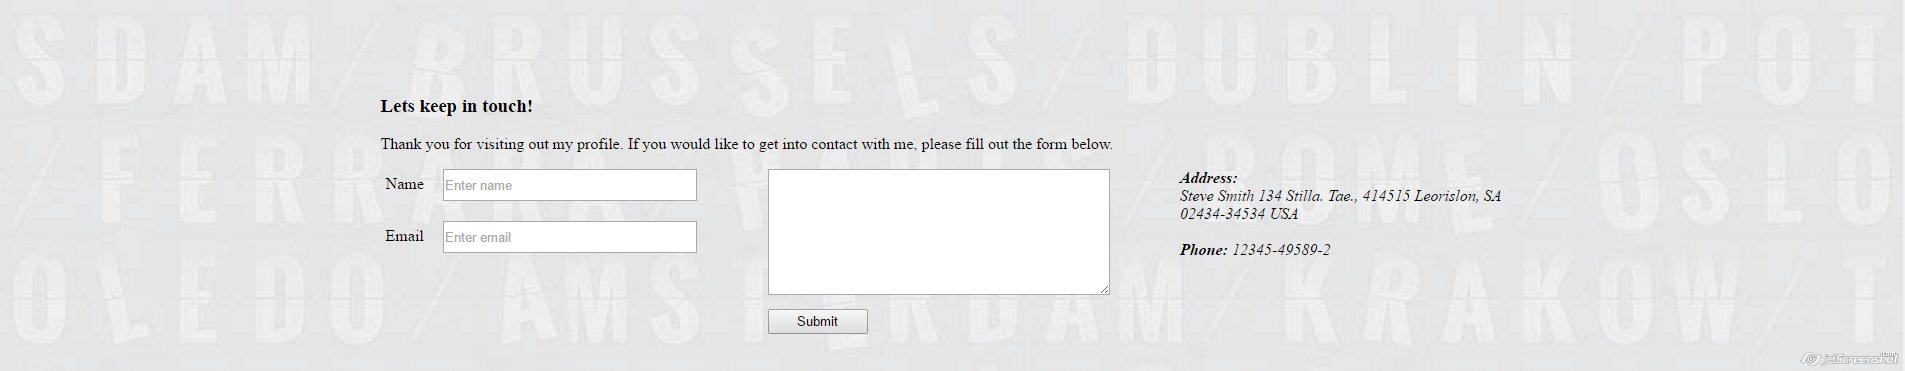 SDAM/BRUSSELS/DUBLIN/POT
Lets keep in touch!
Thank you for visiting out my profile. If you would like to get into contact with me, please fill out the form below.
/FERRARA/PARIS/ROME/OSLO
Name
Enter name
Email
Enter email
Submit
Address:
Steve Smith 134 Stilla. Tae., 414515 Leorislon, SA
02434-34534 USA
Phone: 12345-49589-2
OLEDO/AMSTERDAM/KRAKOW/T
jetScreenshot